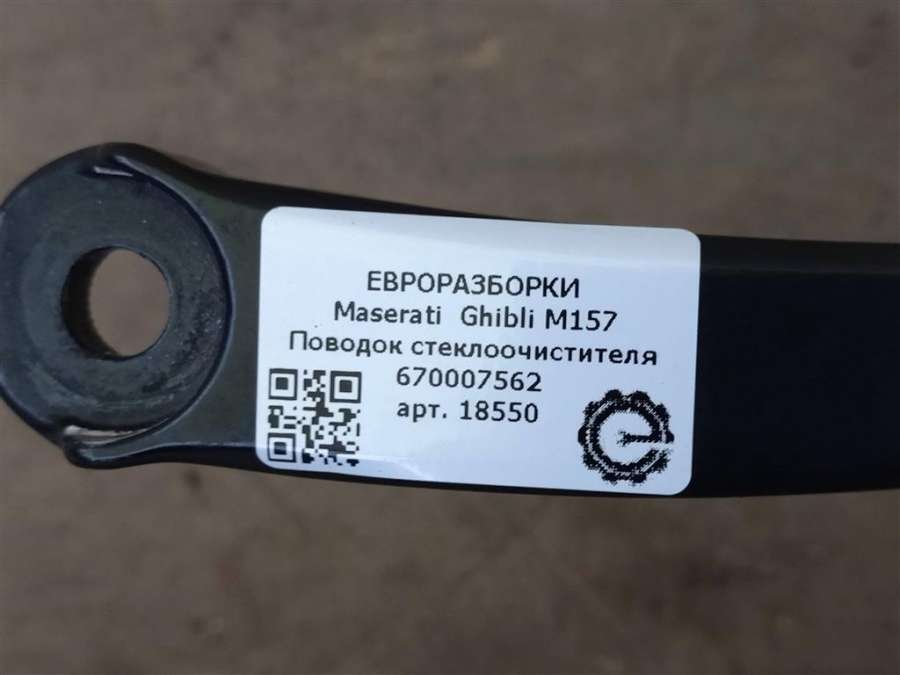 ЕВРОРАЗБОРКИ
Maserati Ghibli M157
Поводок стеклоочистителя
670007562
арт. 18550